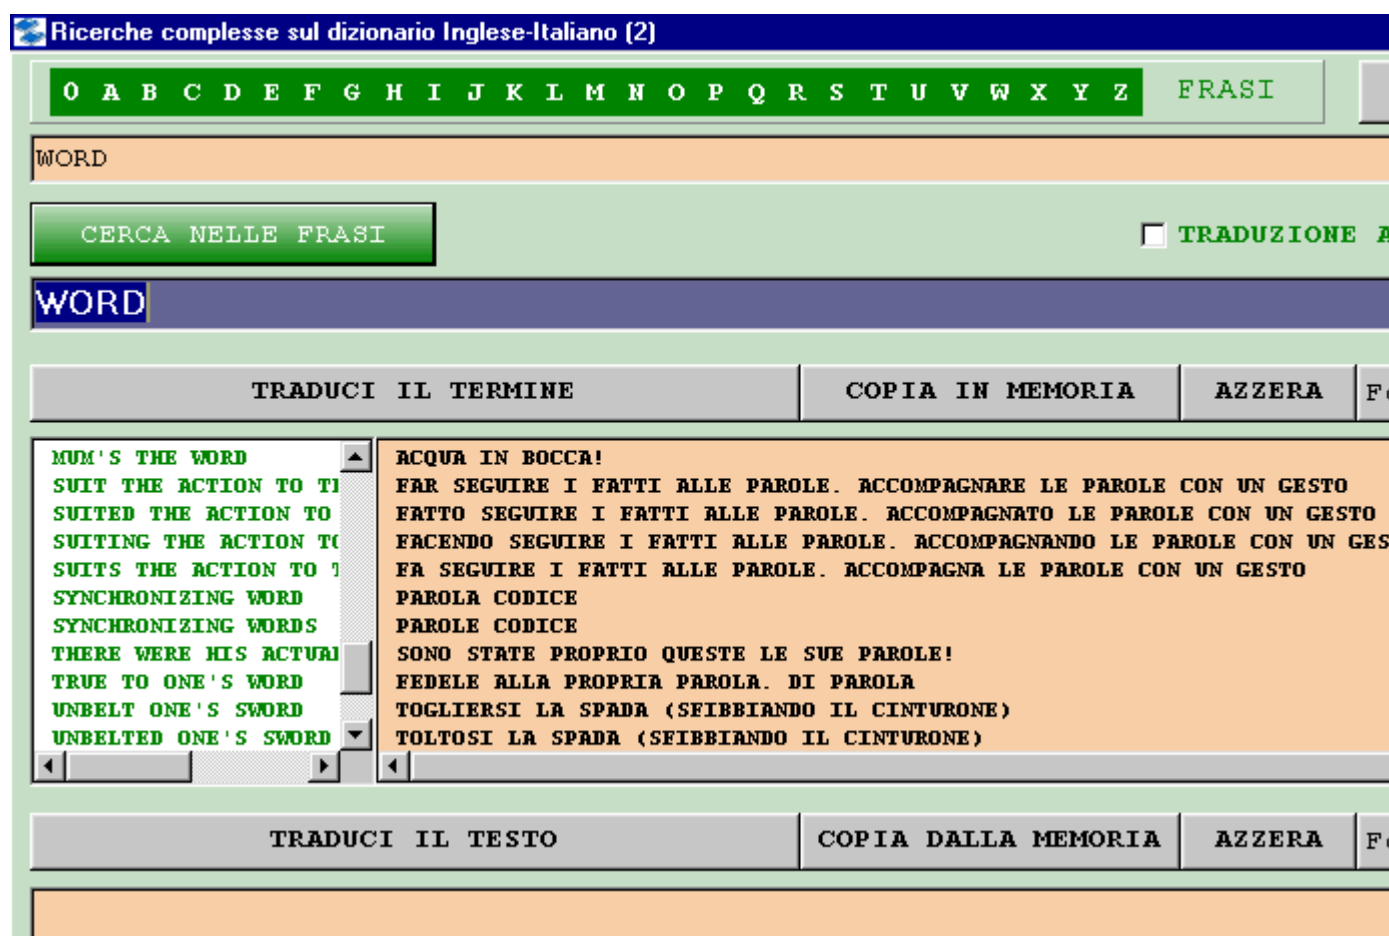 Ricerche complesse sul dizionario Inglese-Italiano (2)
0 A B C D E F G H I J K L M N O P Q R S T U V W X Y Z FRASI
WORD
CERCA NELLE FRASI
TRADUZIONE A
WORD
TRADUCI IL TERMINE COPIA IN MEMORIA AZZERA
MUM'S THE WORD ACQUA IN BOCCA!
SUIT THE ACTION TO FAR SEGUIRE I FATTI ALLE PAROLE. ACCOMPAGNARE LE PAROLE CON UN GESTO
SUITED THE ACTION TO FATTO SEGUIRE I FATTI ALLE PAROLE. ACCOMPAGNATO LE PAROLE CON UN GESTO
SUITING THE ACTION FACENDO SEGUIRE I FATTI ALLE PAROLE. ACCOMPAGNANDO LE PAROLE CON UN GES
SUITS THE ACTION TO FA SEGUIRE I FATTI ALLE PAROLE. ACCOMPAGNA LE PAROLE CON UN GESTO
SYNCHRONIZING WORD PAROLA CODICE
SYNCHRONIZING WORDS PAROLE CODICE
THERE WERE HIS SONO STATE PROPRIO QUESTE LE SUE PAROLE!
TRUE TO ONE'S WORD FEDELE ALLA PROPRIA PAROLA. DI PAROLA
UNBELT ONE'S SWORD TOGLIERSI LA SPADA (SFIBBIANDO IL CINTURONE)
UNBELTED ONE'S SWORD TOLTOSI LA SPADA (SFIBBIANDO IL CINTURONE)
TRADUCI IL TESTO COPIA DALLA MEMORIA AZZERA